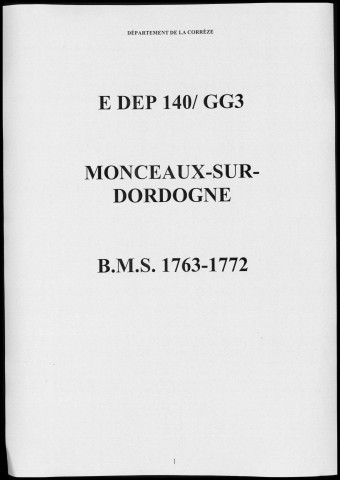 DÉPARTEMENT DE LA CORRÈZE
E DEP 140/ GG3
MONCEAUX-SUR-
DORDOGNE
B.M.S. 1763-1772
1